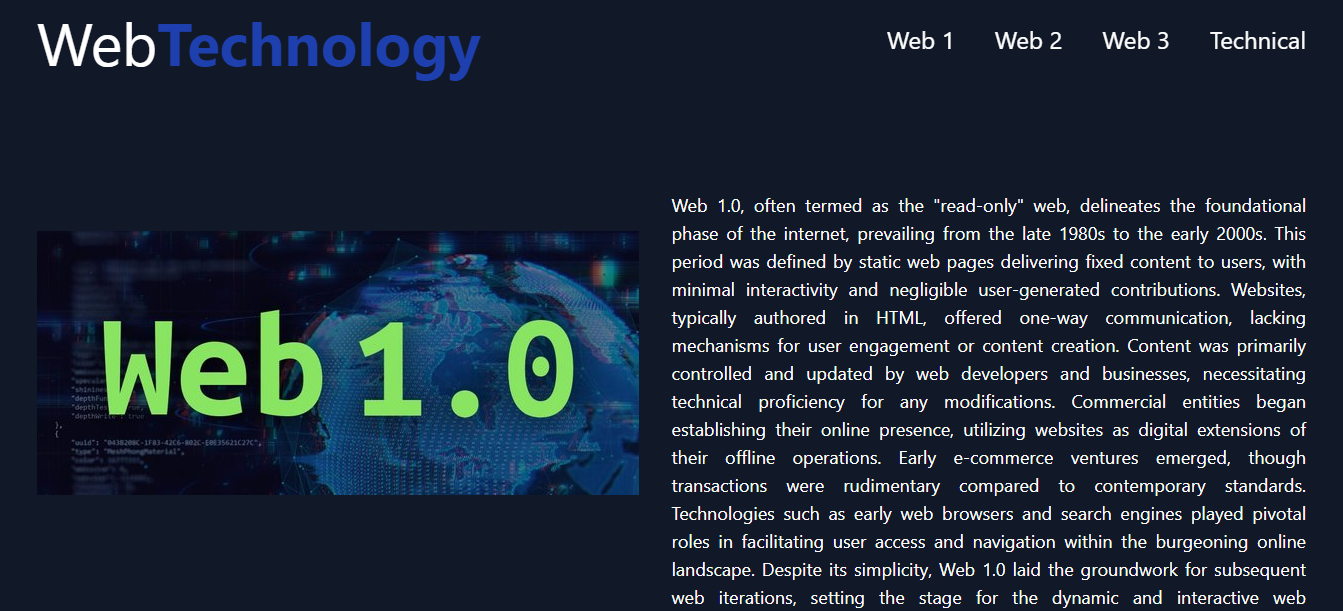 WebTechnology
Web 1 Web 2 Web 3 Technical
Web 1.0, often termed as the "read-only" web, delineates the foundational
phase of the internet, prevailing from the late 1980s to the early 2000s. This
period was defined by static web pages delivering fixed content to users, with
minimal interactivity and negligible user-generated contributions. Websites,
typically authored in HTML, offered one-way communication, lacking
mechanisms for user engagement or content creation. Content was primarily
controlled and updated by web developers and businesses, necessitating
technical proficiency for any modifications. Commercial entities began
establishing their online presence, utilizing websites as digital extensions of
their offline operations. Early e-commerce ventures emerged, though
transactions were rudimentary compared to contemporary standards.
Technologies such as early web browsers and search engines played pivotal
roles in facilitating user access and navigation within the burgeoning online
landscape. Despite its simplicity, Web 1.0 laid the groundwork for subsequent
web iterations, setting the stage for the dynamic and interactive web
Web 1.0
},
{
"uuid": "0438208C-1F83-42C6-802C-E0E35621C27C",
"type": "MeshPhongMaterial",